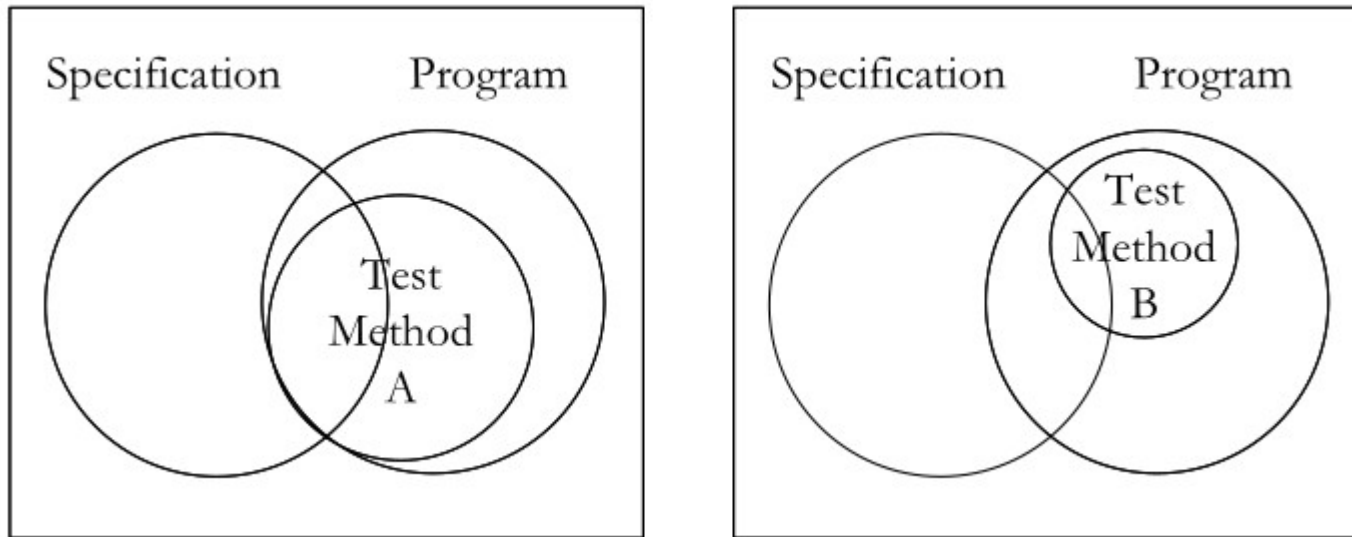 Specification
Program
Test
Method
A
Specification
Program
Test
Method
B